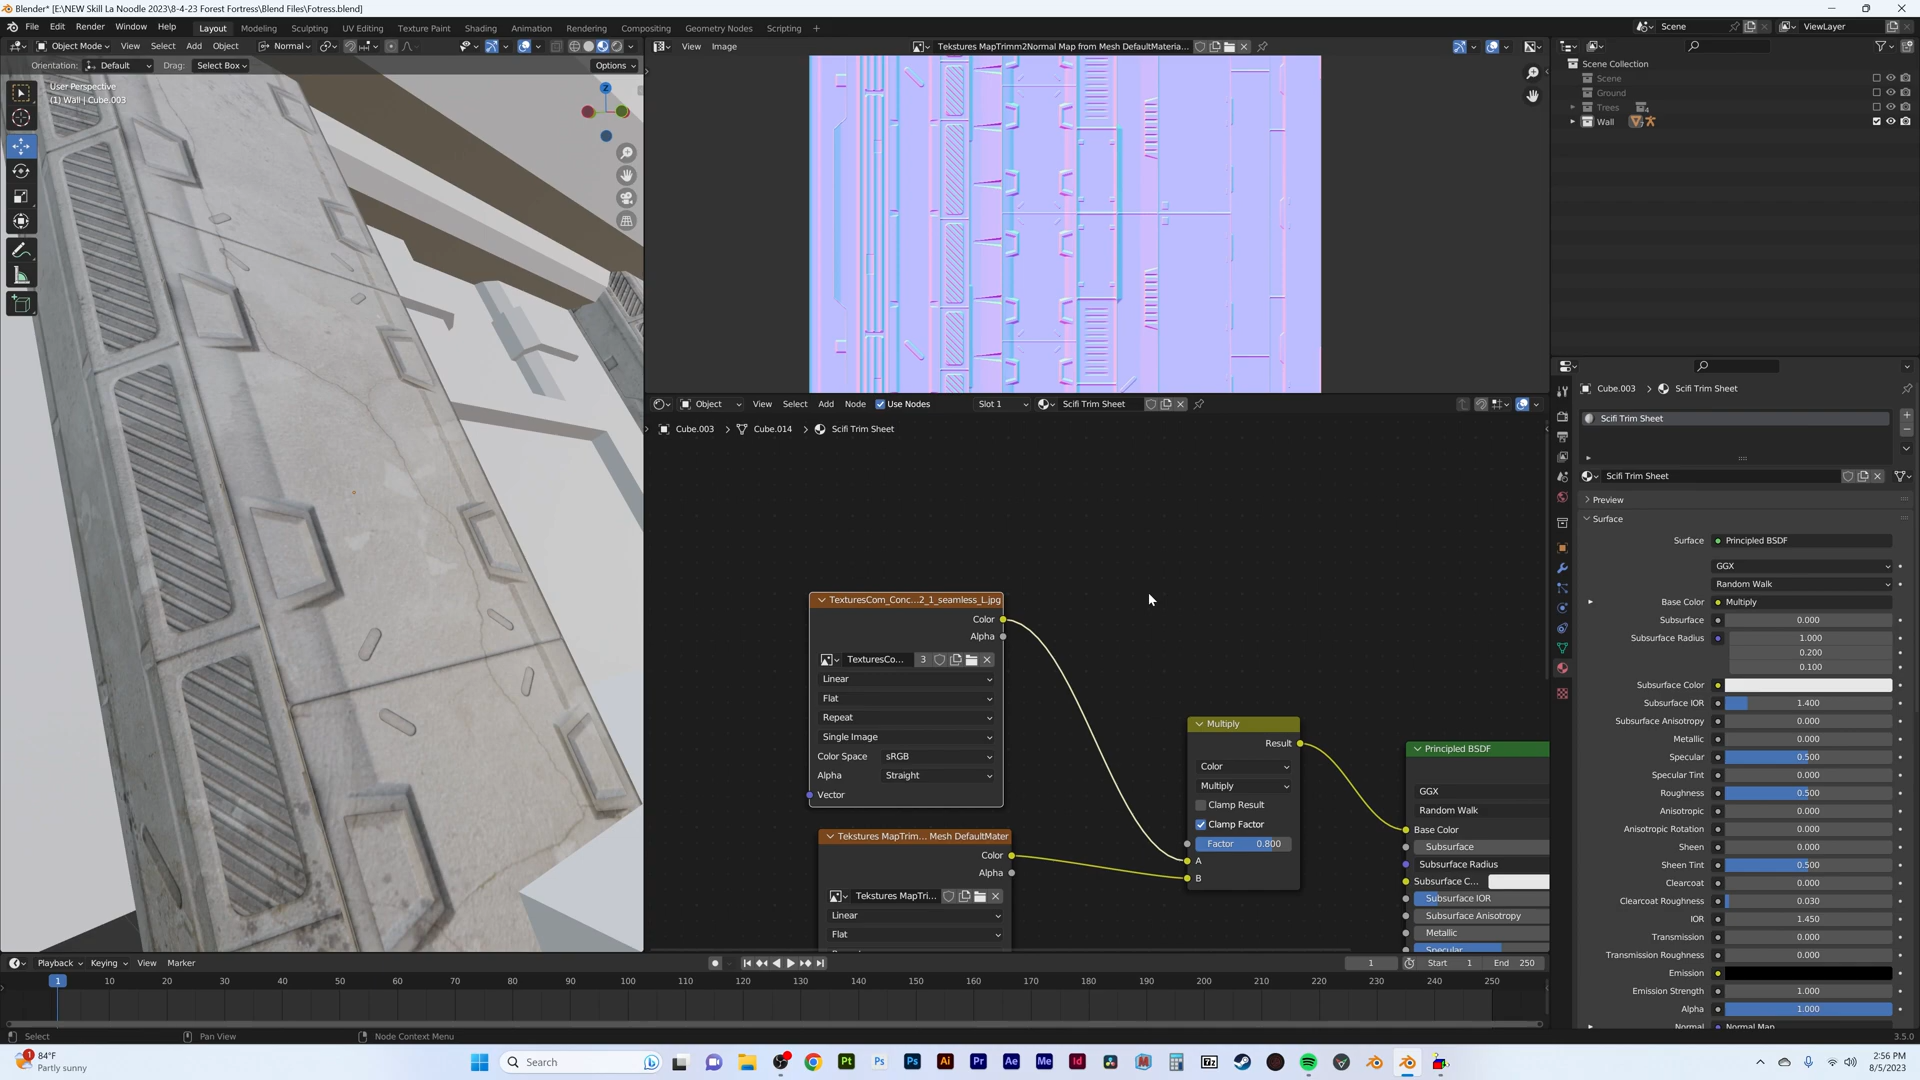 Blender* [E:\NEW Skill La Noodle 2023\8-4-23 Forest Fortress\Blend Files\Fotress.blend]
File Edit Render Window Help Layout Modeling Sculpting UV Editing Texture Paint Shading Animation Rendering Compositing Geometry Nodes Scripting + Scene ViewLayer
Object Mode View Select Add Object Normal
Orientation: Default Drag: Select Box Options
User Perspective
(1) Wall | Cube.003
Z
View Image Tekstures MapTrimm2Normal Map from Mesh DefaultMateria...
Scene Collection
Scene
Ground
Trees 4
Wall
Object View Select Add Node Use Nodes Slot 1 Scifi Trim Sheet
Cube.003 > Cube.014 > Scifi Trim Sheet
TexturesCom_Conc...2_1_seamless_L.jpg
Color
Alpha
TexturesCo... 3
Linear
Flat
Repeat
Single Image
Color Space sRGB
Alpha Straight
Vector
Tekstures MapTrim... Mesh DefaultMater
Color
Alpha
Tekstures MapTri...
Linear
Flat
Multiply
Result
Color
Multiply
Clamp Result
Clamp Factor
Factor 0.800
A
B
Principled BSDF
GGX
Random Walk
Base Color
Subsurface
Subsurface Radius
Subsurface C...
Subsurface IOR
Subsurface Anisotropy
Metallic
Specular
Cube.003 > Scifi Trim Sheet
Scifi Trim Sheet
Scifi Trim Sheet
Preview
Surface
Surface Principled BSDF
GGX
Random Walk
Base Color Multiply
Subsurface 0.000
Subsurface Radius 1.000
0.200
0.100
Subsurface Color
Subsurface IOR 1.400
Subsurface Anisotropy 0.000
Metallic 0.000
Specular 0.500
Specular Tint 0.000
Roughness 0.500
Anisotropic 0.000
Anisotropic Rotation 0.000
Sheen 0.000
Sheen Tint 0.500
Clearcoat 0.000
Clearcoat Roughness 0.030
IOR 1.450
Transmission 0.000
Transmission Roughness 0.000
Emission
Emission Strength 1.000
Alpha 1.000
Normal Normal Map
Playback Keying View Marker 1 Start 1 End 250
1 10 20 30 40 50 60 70 80 90 100 110 120 130 140 150 160 170 180 190 200 210 220 230 240 250
Select Pan View Node Context Menu 3.5.0
1 84°F
Partly sunny
Search
Pt Ps Ps Ai Pr Ae Me Id 7z
2:56 PM
8/5/2023